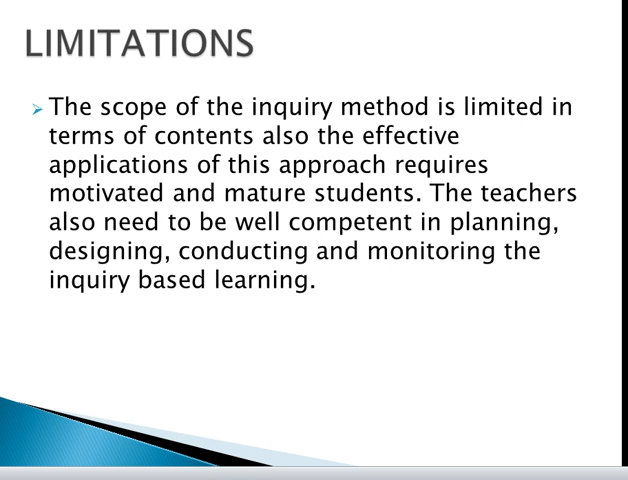 LIMITATIONS
The scope of the inquiry method is limited in
terms of contents also the effective
applications of this approach requires
motivated and mature students. The teachers
also need to be well competent in planning,
designing, conducting and monitoring the
inquiry based learning.